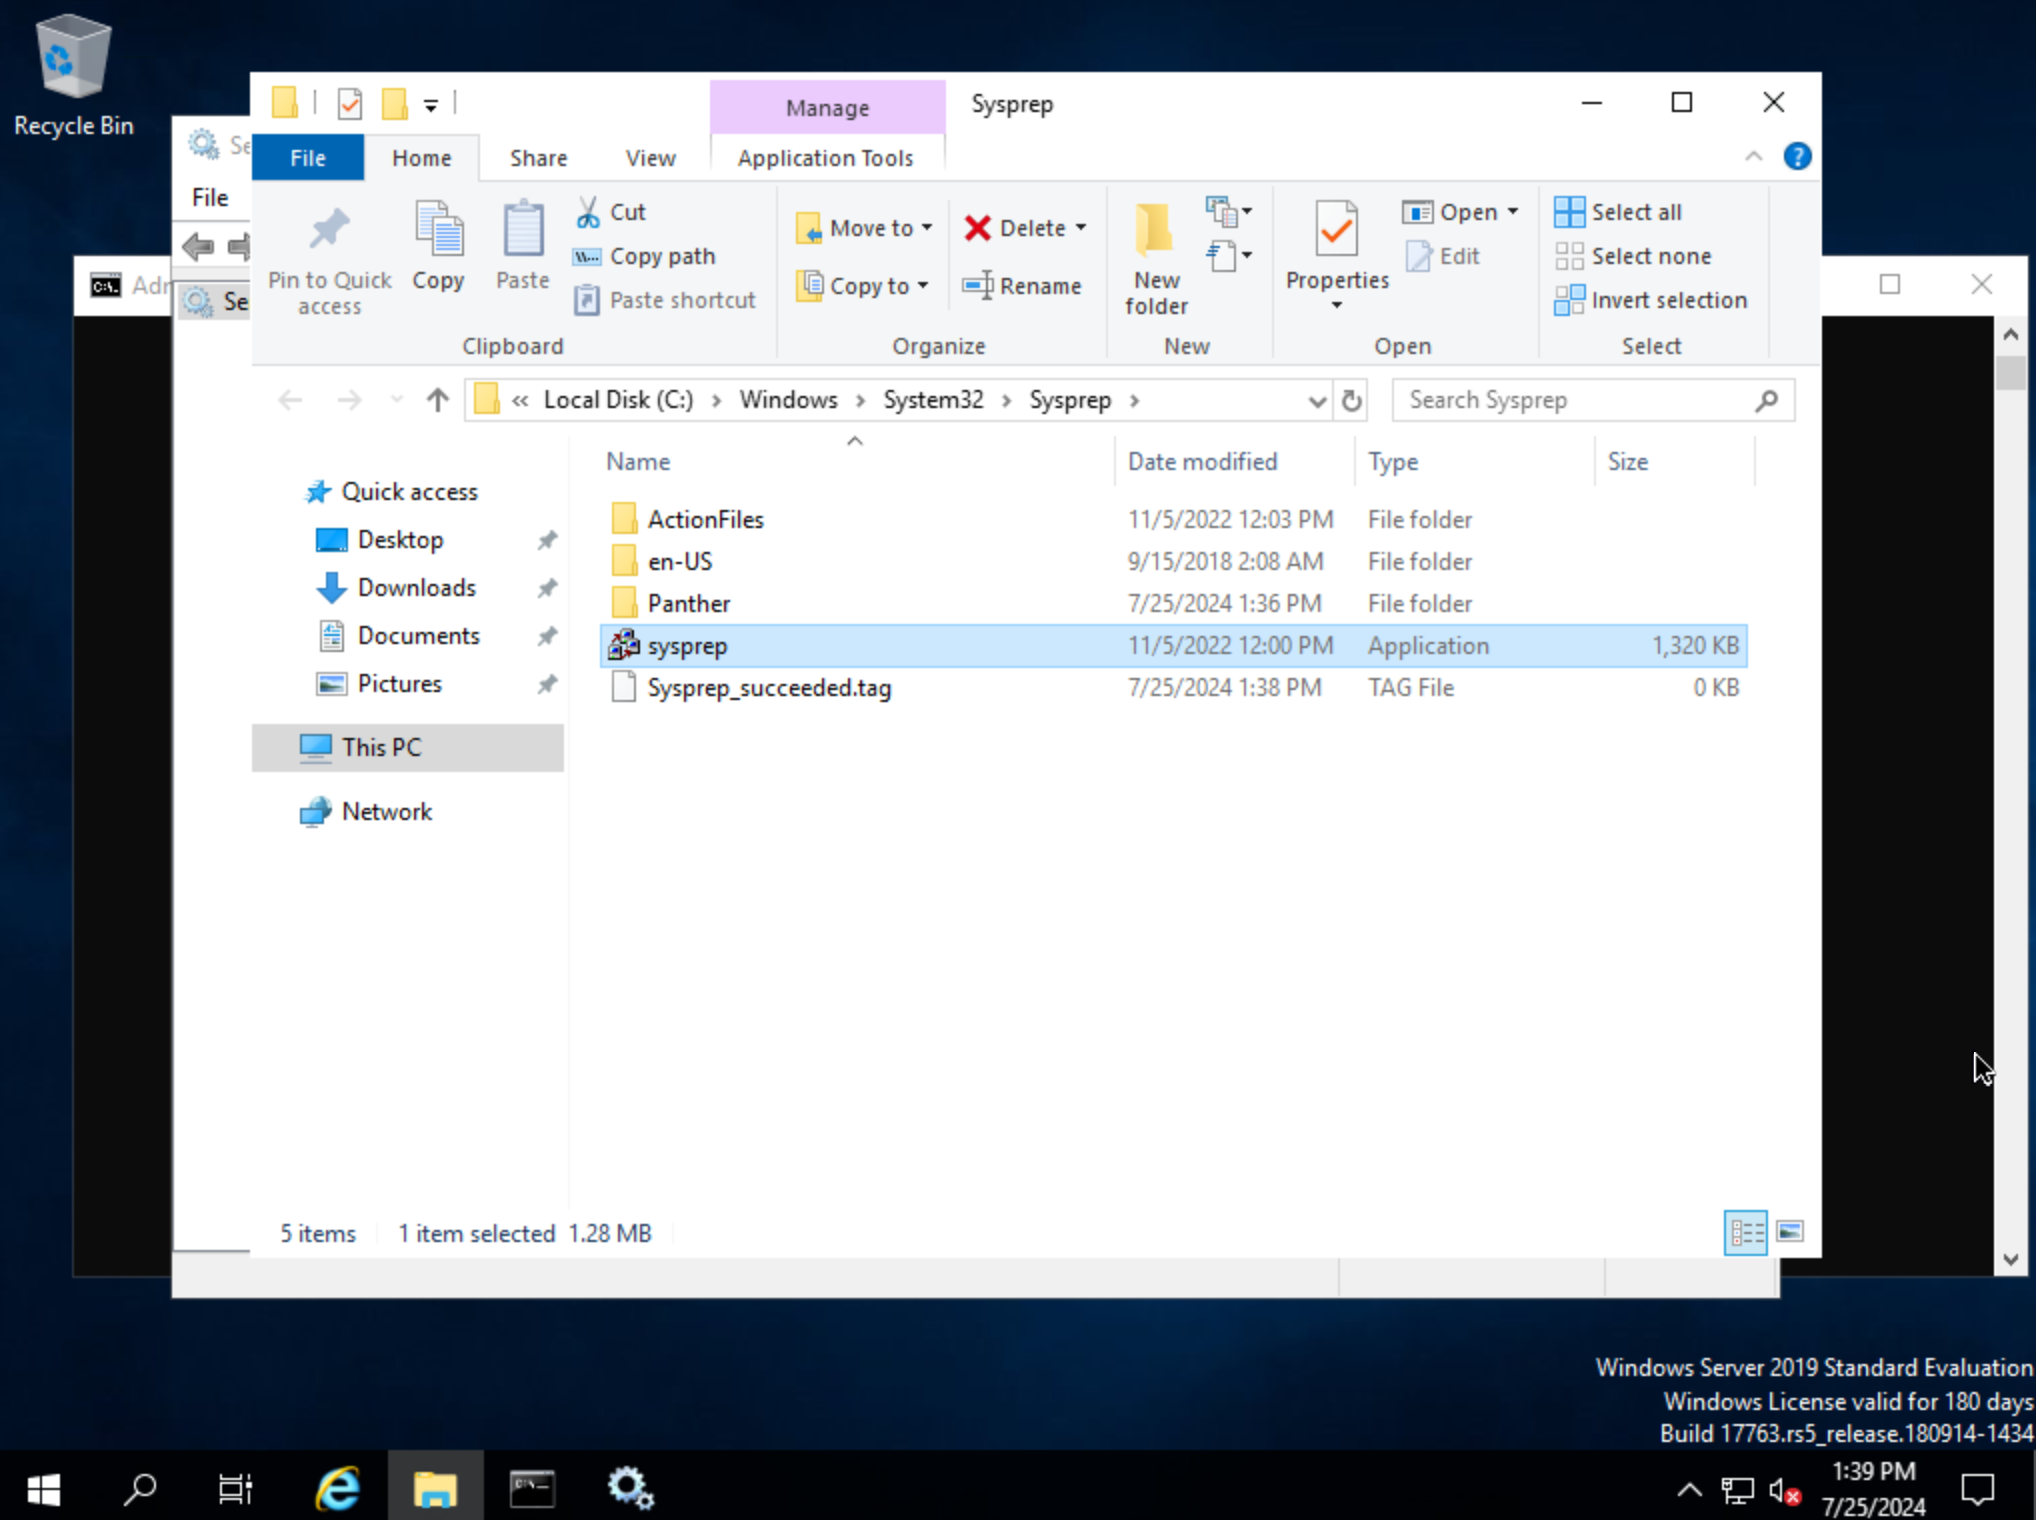 Recycle Bin
Manage
Sysprep
Se
File
Home
Share
View
Application Tools
File
Cut
Move to
Delete
Open
Select all
Copy path
Edit
Select none
Pin to Quick access
Copy
Paste
Paste shortcut
Copy to
Rename
New folder
Properties
Invert selection
Clipboard
Organize
New
Open
Select
Adr
Se
« Local Disk (C:) › Windows › System32 › Sysprep ›
Search Sysprep
Name
Date modified
Type
Size
Quick access
Desktop
Downloads
Documents
Pictures
This PC
Network
ActionFiles 11/5/2022 12:03 PM File folder
en-US 9/15/2018 2:08 AM File folder
Panther 7/25/2024 1:36 PM File folder
sysprep 11/5/2022 12:00 PM Application 1,320 KB
Sysprep_succeeded.tag 7/25/2024 1:38 PM TAG File 0 KB
5 items
1 item selected 1.28 MB
Windows Server 2019 Standard Evaluation
Windows License valid for 180 days
Build 17763.rs5_release.180914-1434
1:39 PM
7/25/2024